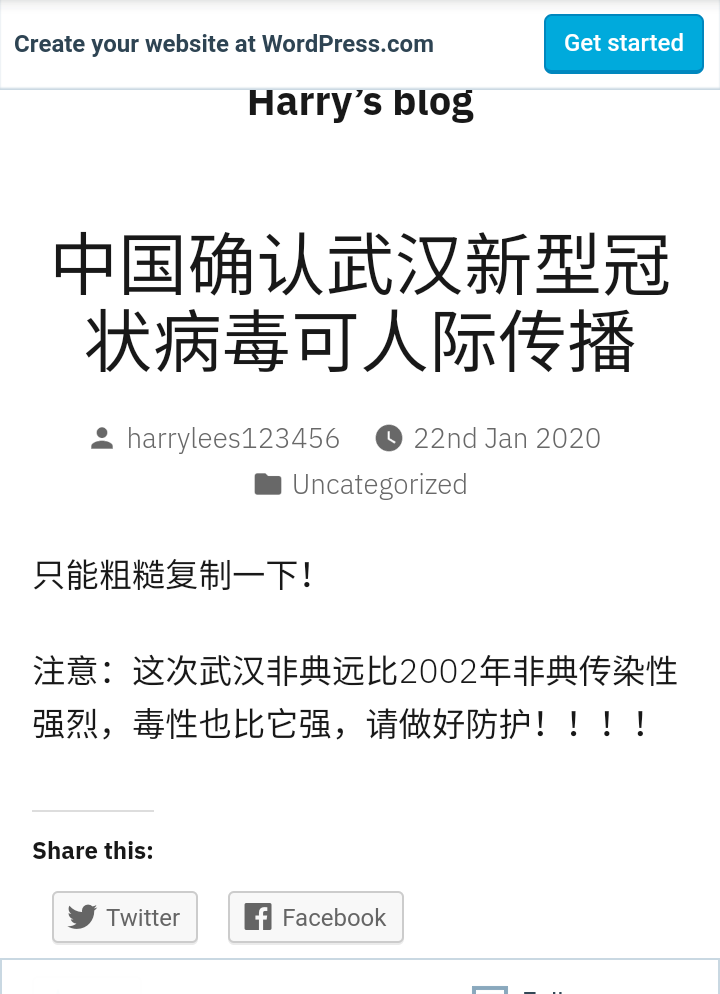 Create your website at WordPress.com
Get started
Harry’s blog
中国确认武汉新型冠
状病毒可人际传播
harrylees123456 22nd Jan 2020
Uncategorized
只能粗糙复制一下！
注意：这次武汉非典远比2002年非典传染性
强烈，毒性也比它强，请做好防护！！！！
Share this:
Twitter Facebook